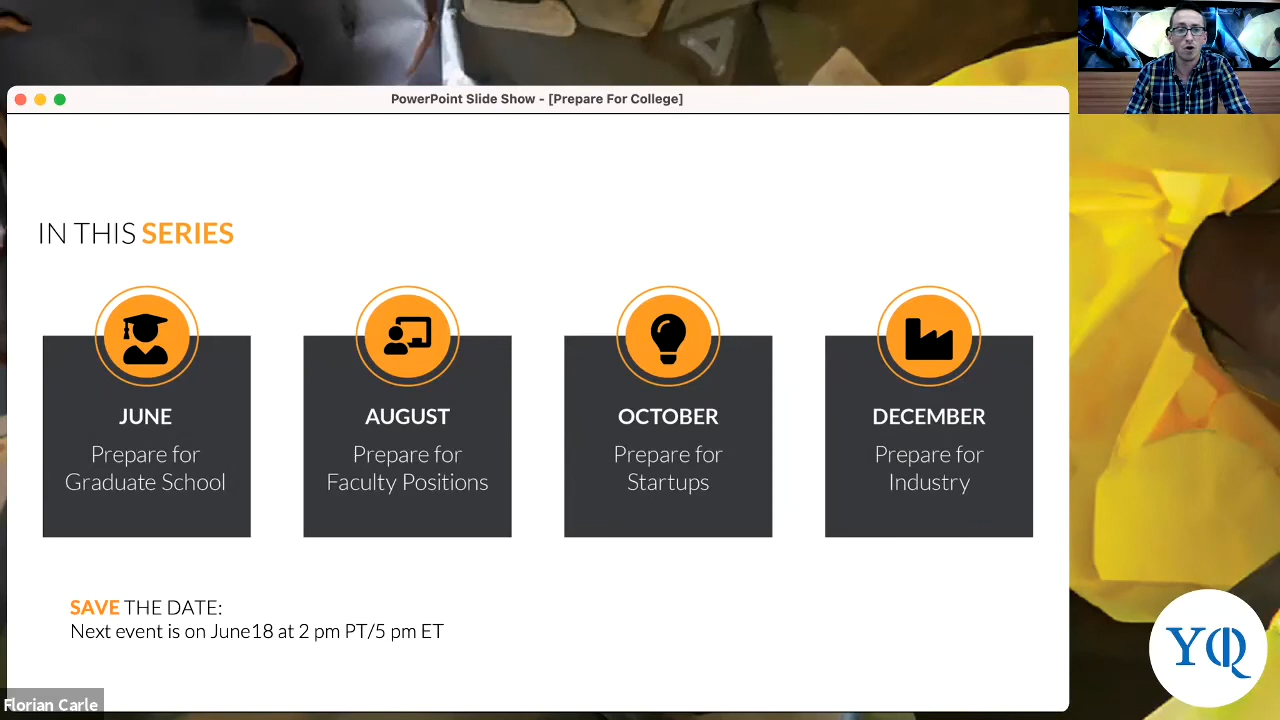 PowerPoint Slide Show - [Prepare For College]
IN THIS SERIES
JUNE
Prepare for
Graduate School
AUGUST
Prepare for
Faculty Positions
OCTOBER
Prepare for
Startups
DECEMBER
Prepare for
Industry
SAVE THE DATE:
Next event is on June18 at 2 pm PT/5 pm ET
YQI
Florian Carle